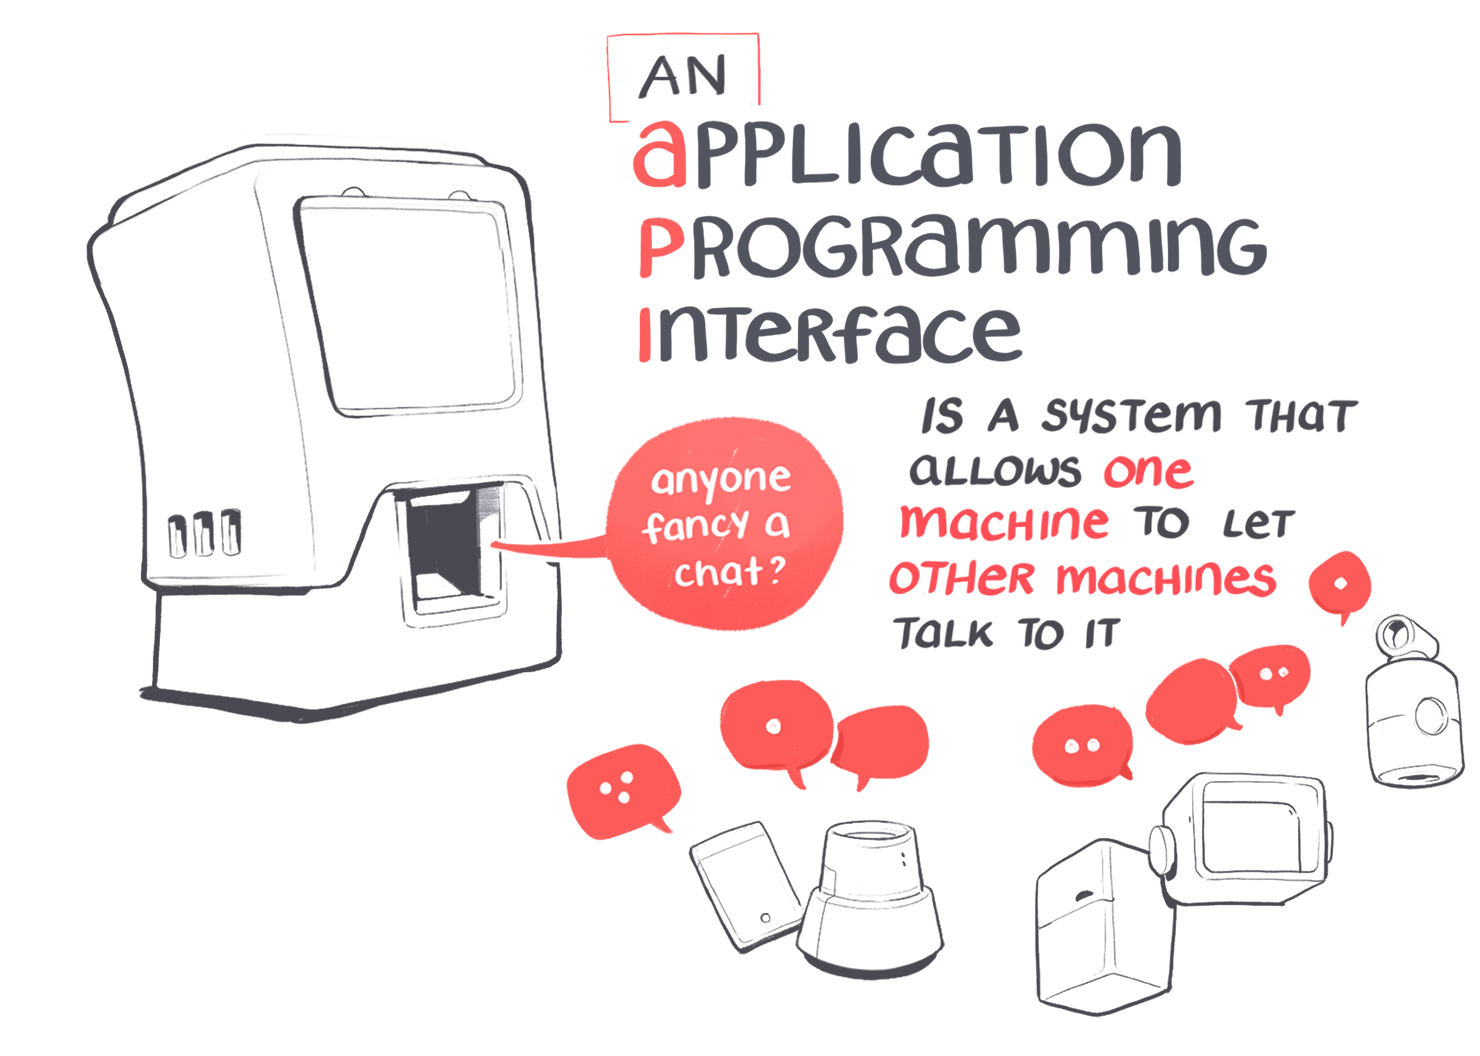 AN
aPPLICaTION
PROGRammING
INTeRFace
IS A SYSTem THaT
aLLOWS one
macHINe TO LeT
OTHeR macHINes
TaLK TO IT
anyone
fancy a
chat?